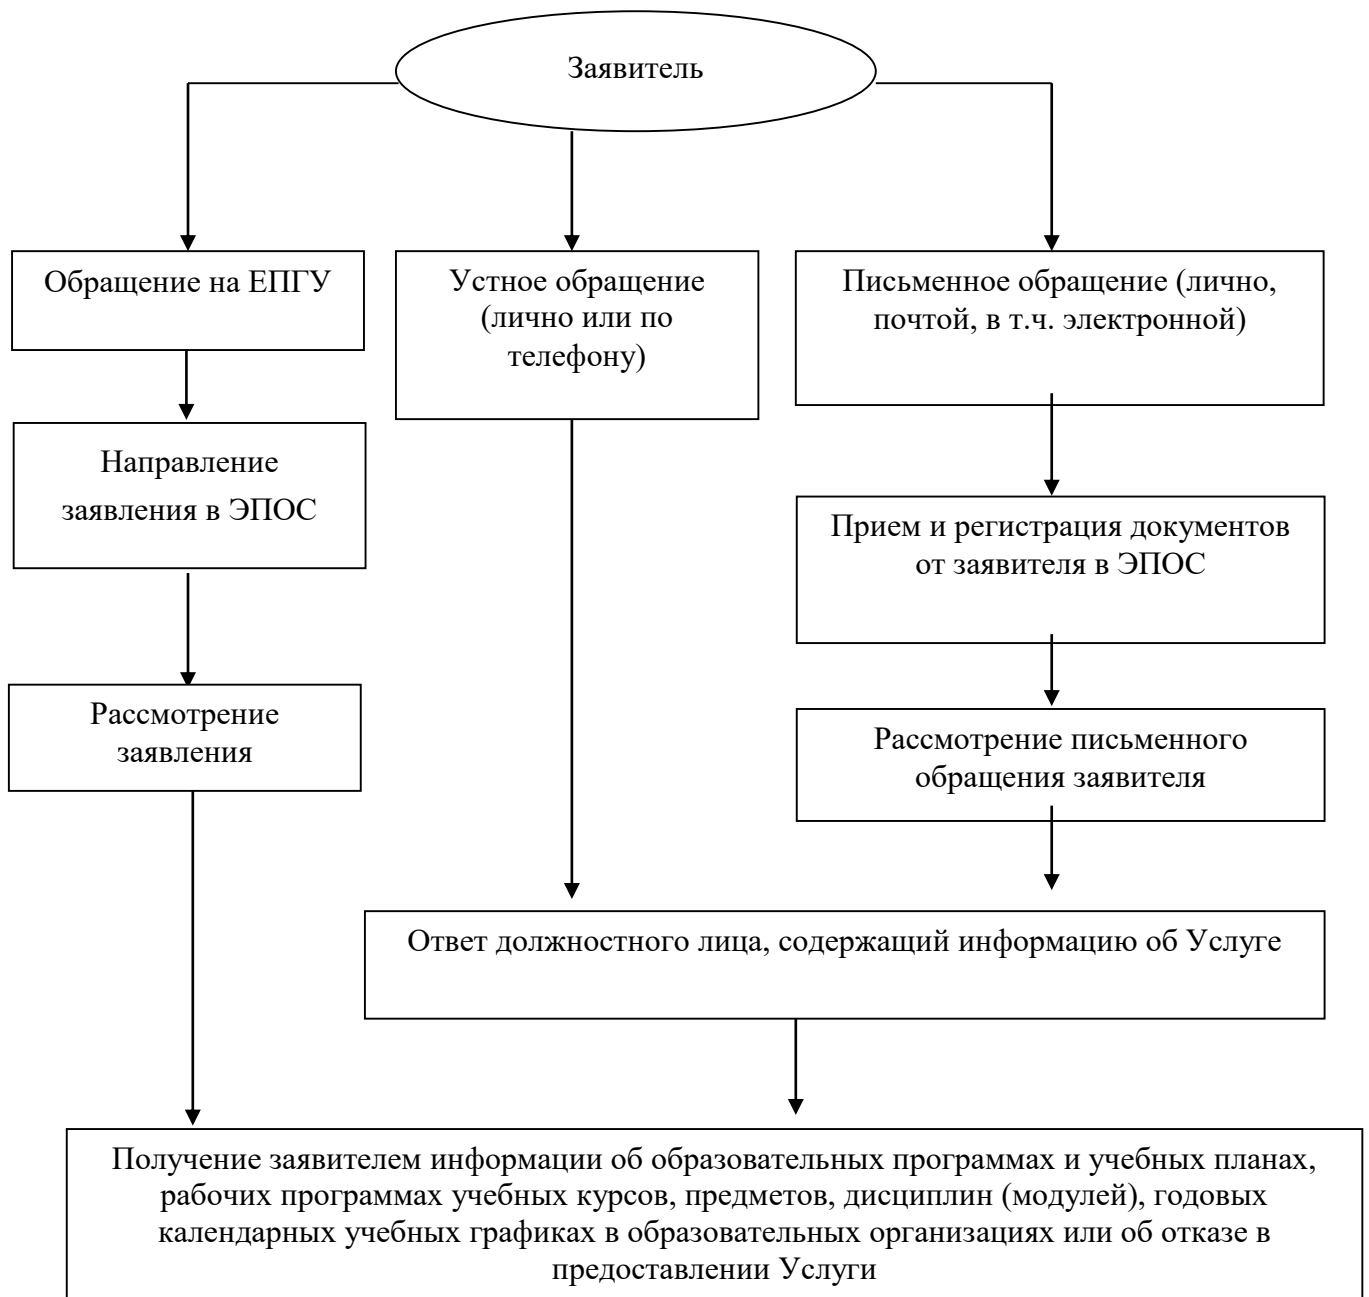 Заявитель
Обращение на ЕПГУ
Устное обращение
(лично или по
телефону)
Письменное обращение (лично,
почтой, в т.ч. электронной)
Направление
заявления в ЭПОС
Прием и регистрация документов
от заявителя в ЭПОС
Рассмотрение
заявления
Рассмотрение письменного
обращения заявителя
Ответ должностного лица, содержащий информацию об Услуге
Получение заявителем информации об образовательных программах и учебных планах,
рабочих программах учебных курсов, предметов, дисциплин (модулей), годовых
календарных учебных графиках в образовательных организациях или об отказе в
предоставлении Услуги